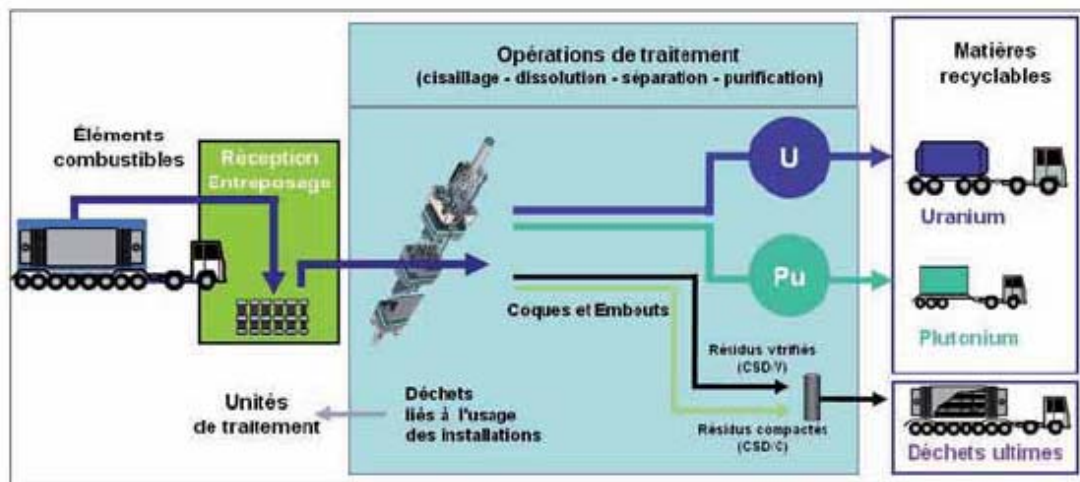 Opérations de traitement
(cisaillage - dissolution - séparation - purification)
Matières
recyclables
Éléments
combustibles
Réception
Entreposage
U
Uranium
Pu
Coques et Embouts
Plutonium
Résidus vitrifiés
(CSD/V)
Unités
de traitement
Déchets
liés à l'usage
des installations
Résidus compactés
(CSD/C)
Déchets ultimes